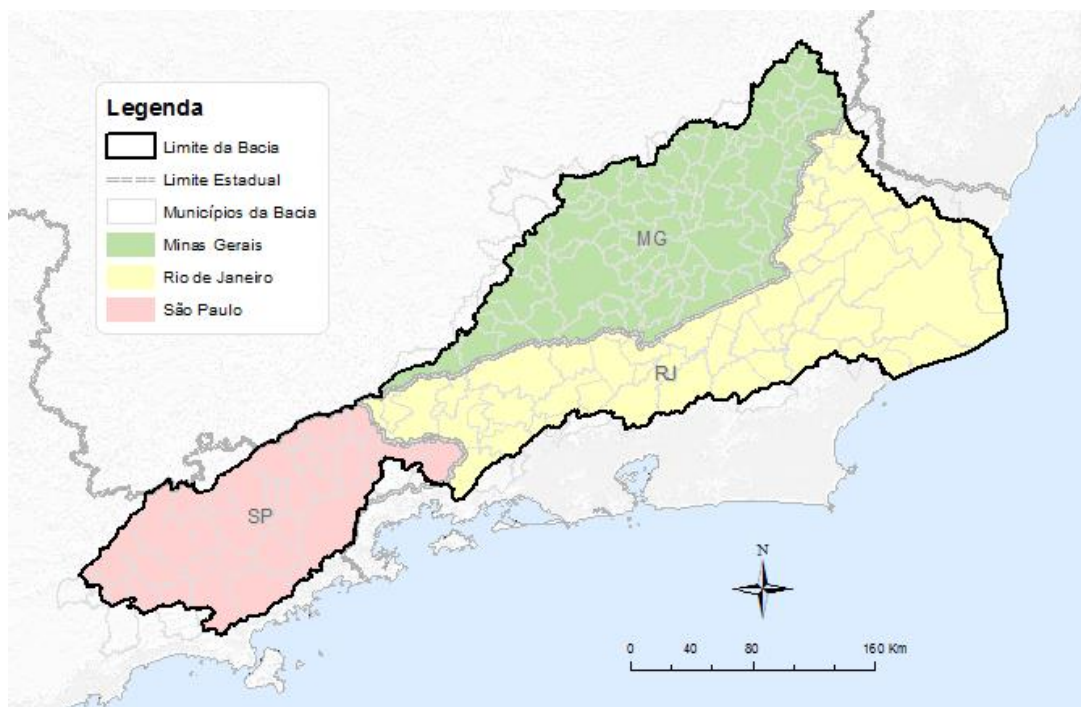 Legenda
Limite da Bacia
Limite Estadual
Municípios da Bacia
Minas Gerais
Rio de Janeiro
São Paulo
MG
RJ
SP
N
0 40 80 160 Km